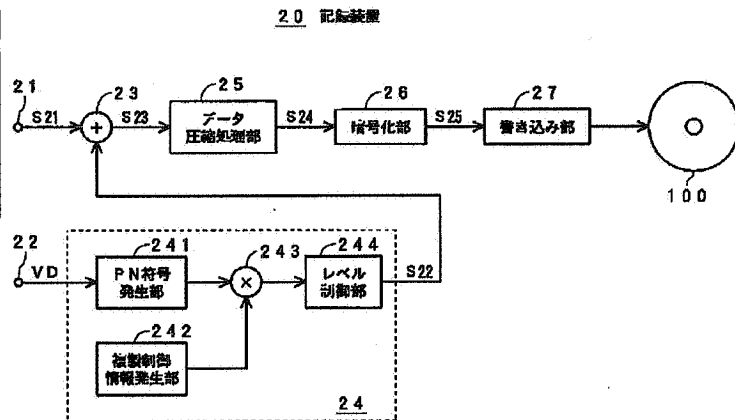 20 記録装置
21
S21
23
S23
25
データ
圧縮処理部
S24
26
暗号化部
S25
27
書き込み部
100
22
VD
241
PN符号
発生部
243
244
レベル
制御部
S22
242
複製制御
情報発生部
24